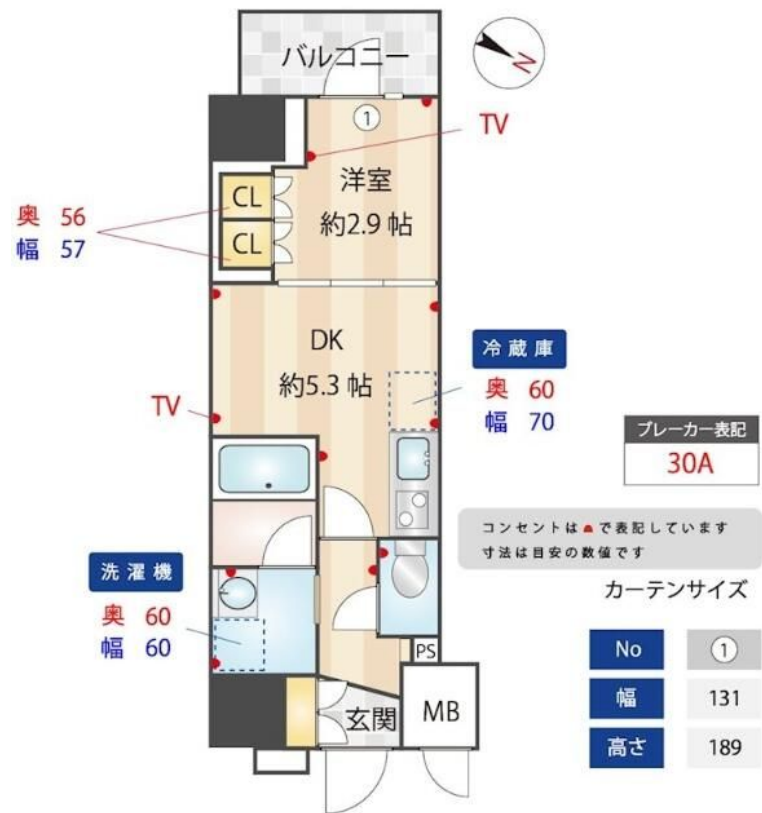 バルコニー
N
①
TV
洋室
約2.9 帖
CL
CL
奥 56
幅 57
DK
約5.3 帖
冷蔵庫
奥 60
幅 70
TV
ブレーカー表記
30A
コンセントは で表記しています
寸法は目安の数値です
洗濯機
奥 60
幅 60
カーテンサイズ
No ①
幅 131
高さ 189
PS
玄関
MB